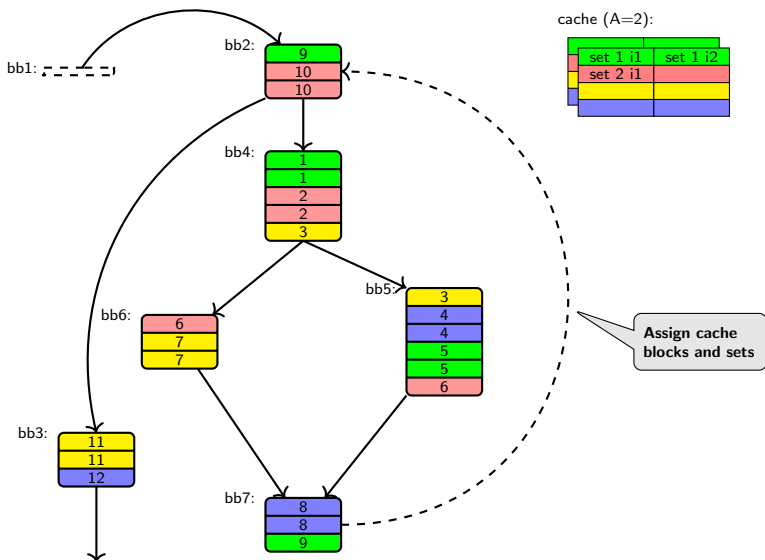 cache (A=2):
set 1 i1 set 1 i2
set 2 i1
bb1:
bb2:
9
10
10
bb4:
1
1
2
2
3
bb5:
3
4
4
5
5
6
bb6:
6
7
7
Assign cache
blocks and sets
bb3:
11
11
12
bb7:
8
8
9